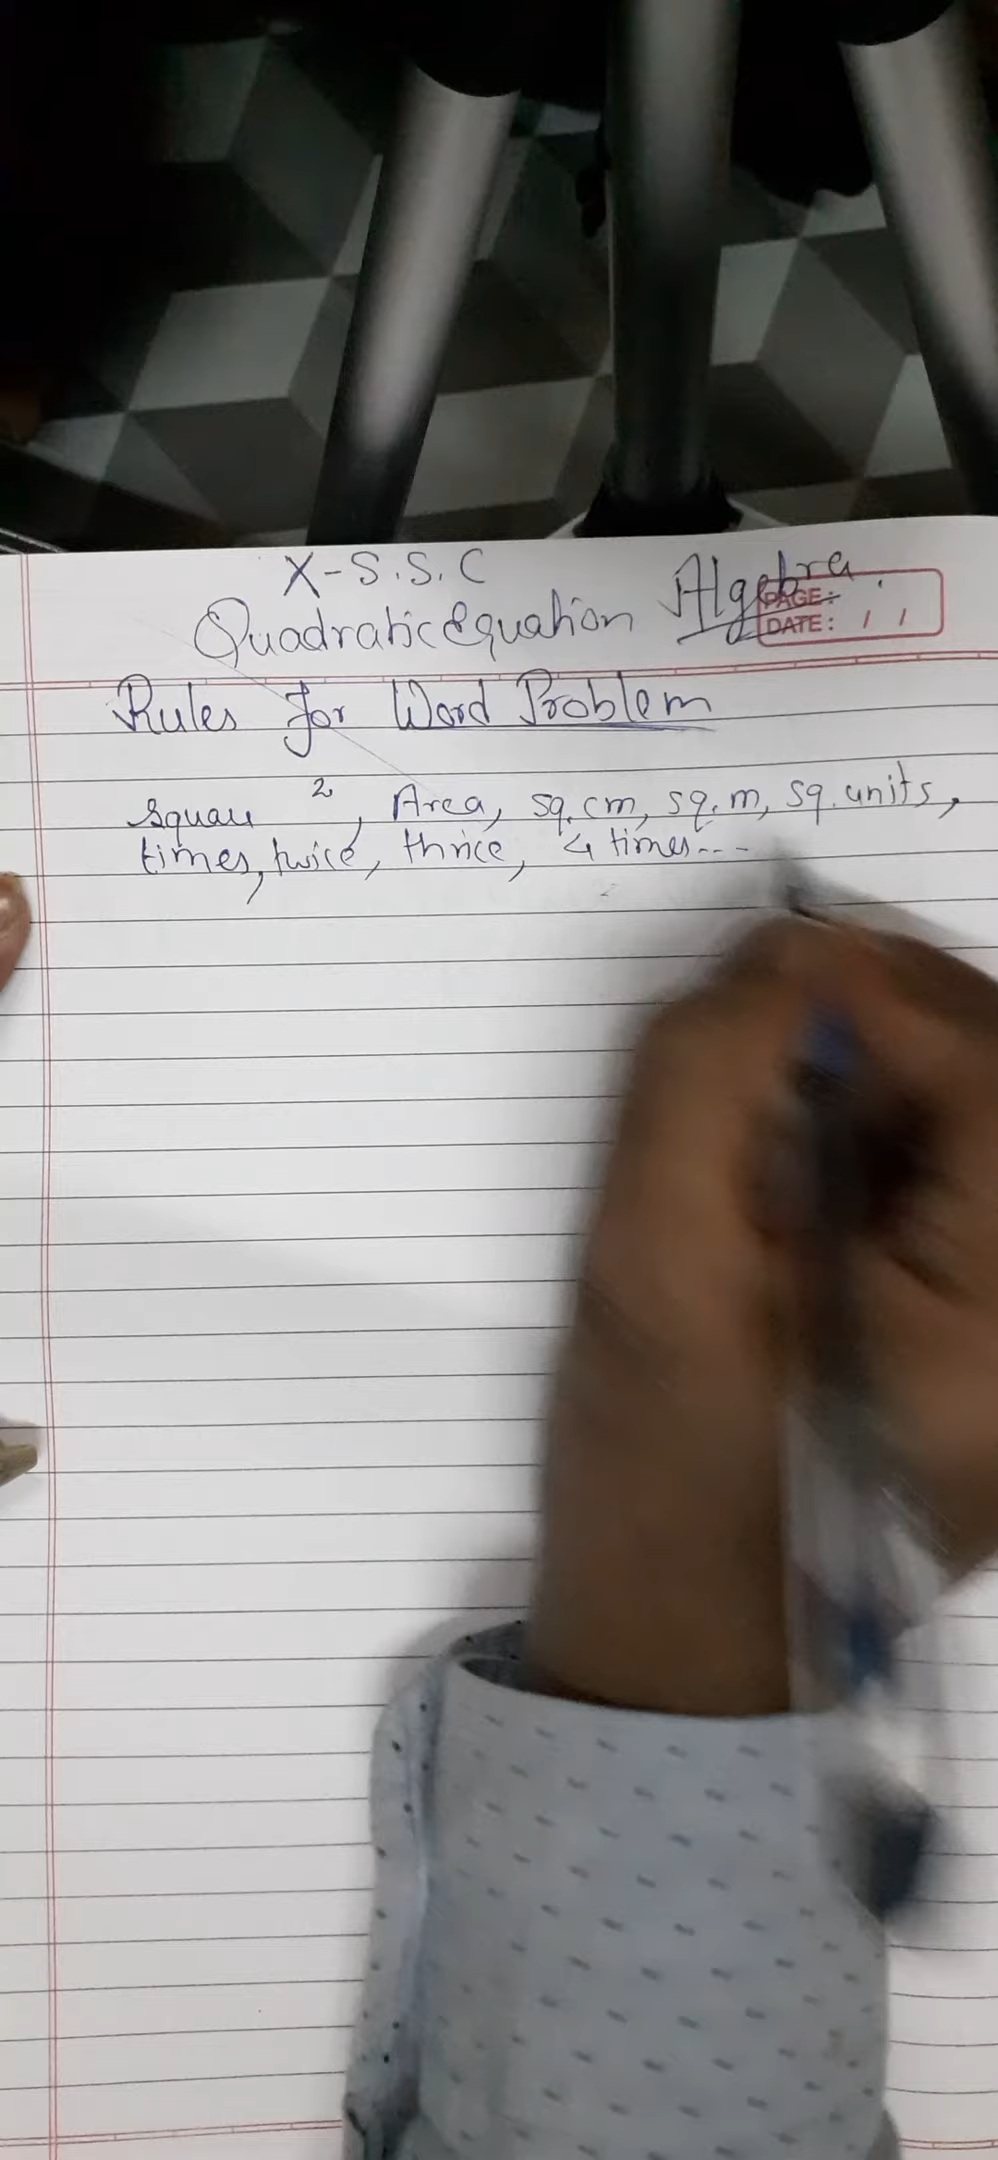 X-S.S.C
Quadratic Equation Algebra
PAGE:
DATE: / /
Rules for Word Problem
square ², Area, sq.cm, sq.m, sq.units,
times, twice, thrice, 4 times---